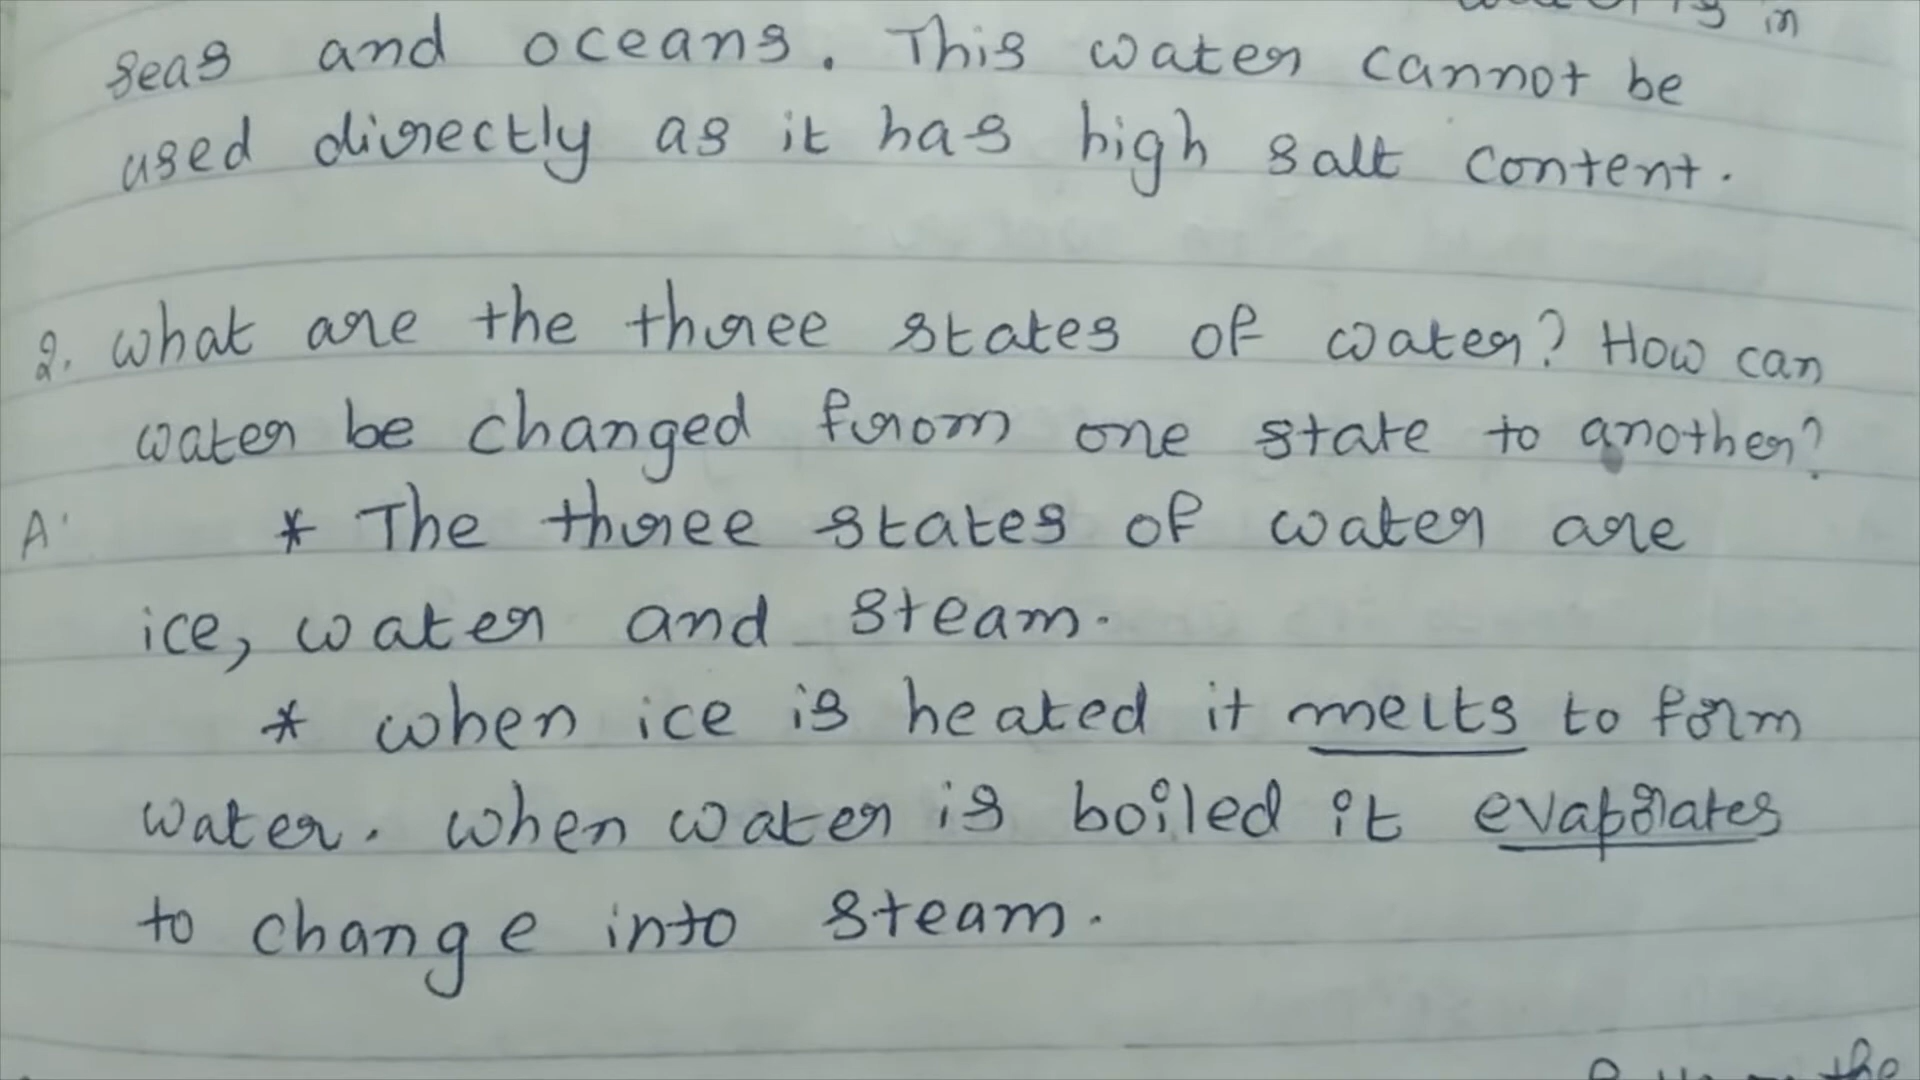 in
seas and oceans. This water cannot be
used directly as it has high salt content.
2. What are the three states of water? How can
water be changed from one state to another?
A. * The three states of water are
ice, water and steam.
* When ice is heated it melts to form
water. When water is boiled it evaporates
to change into steam.
the